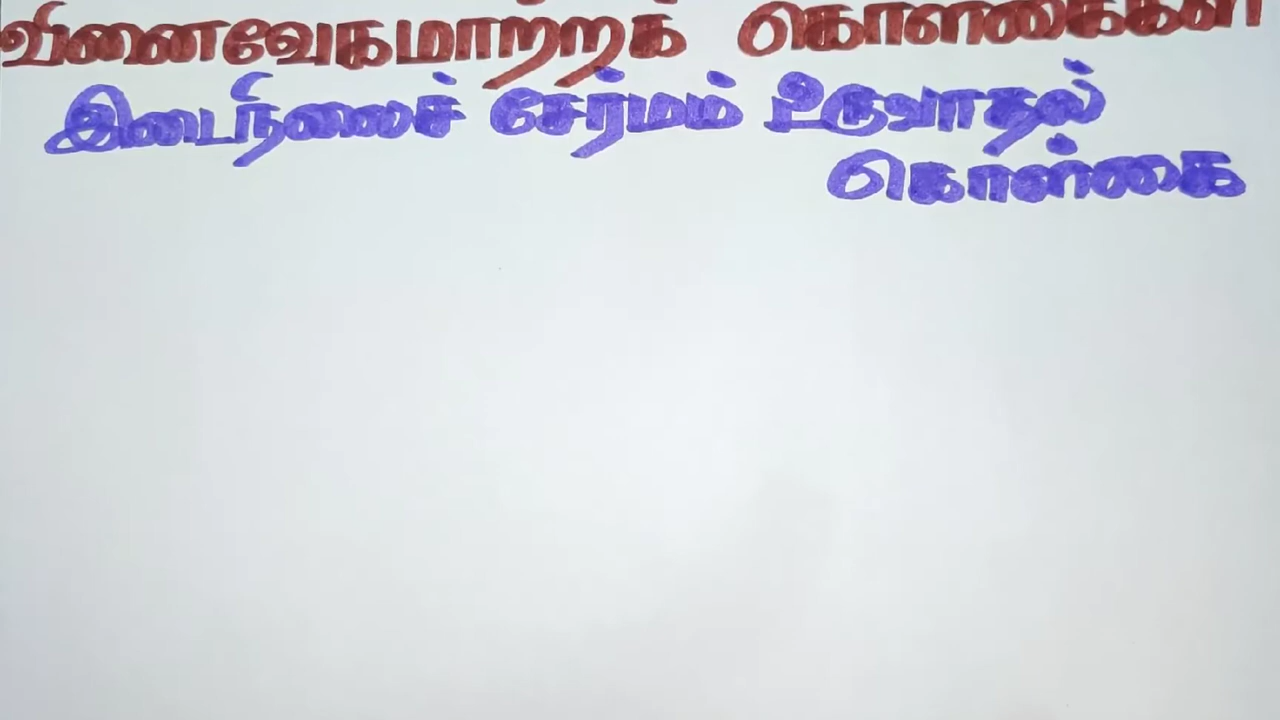 வினைவேகமாற்றக் கொள்கைகள்
இடைநிலைச் சேர்மம் உருவாதல்
கொள்கை